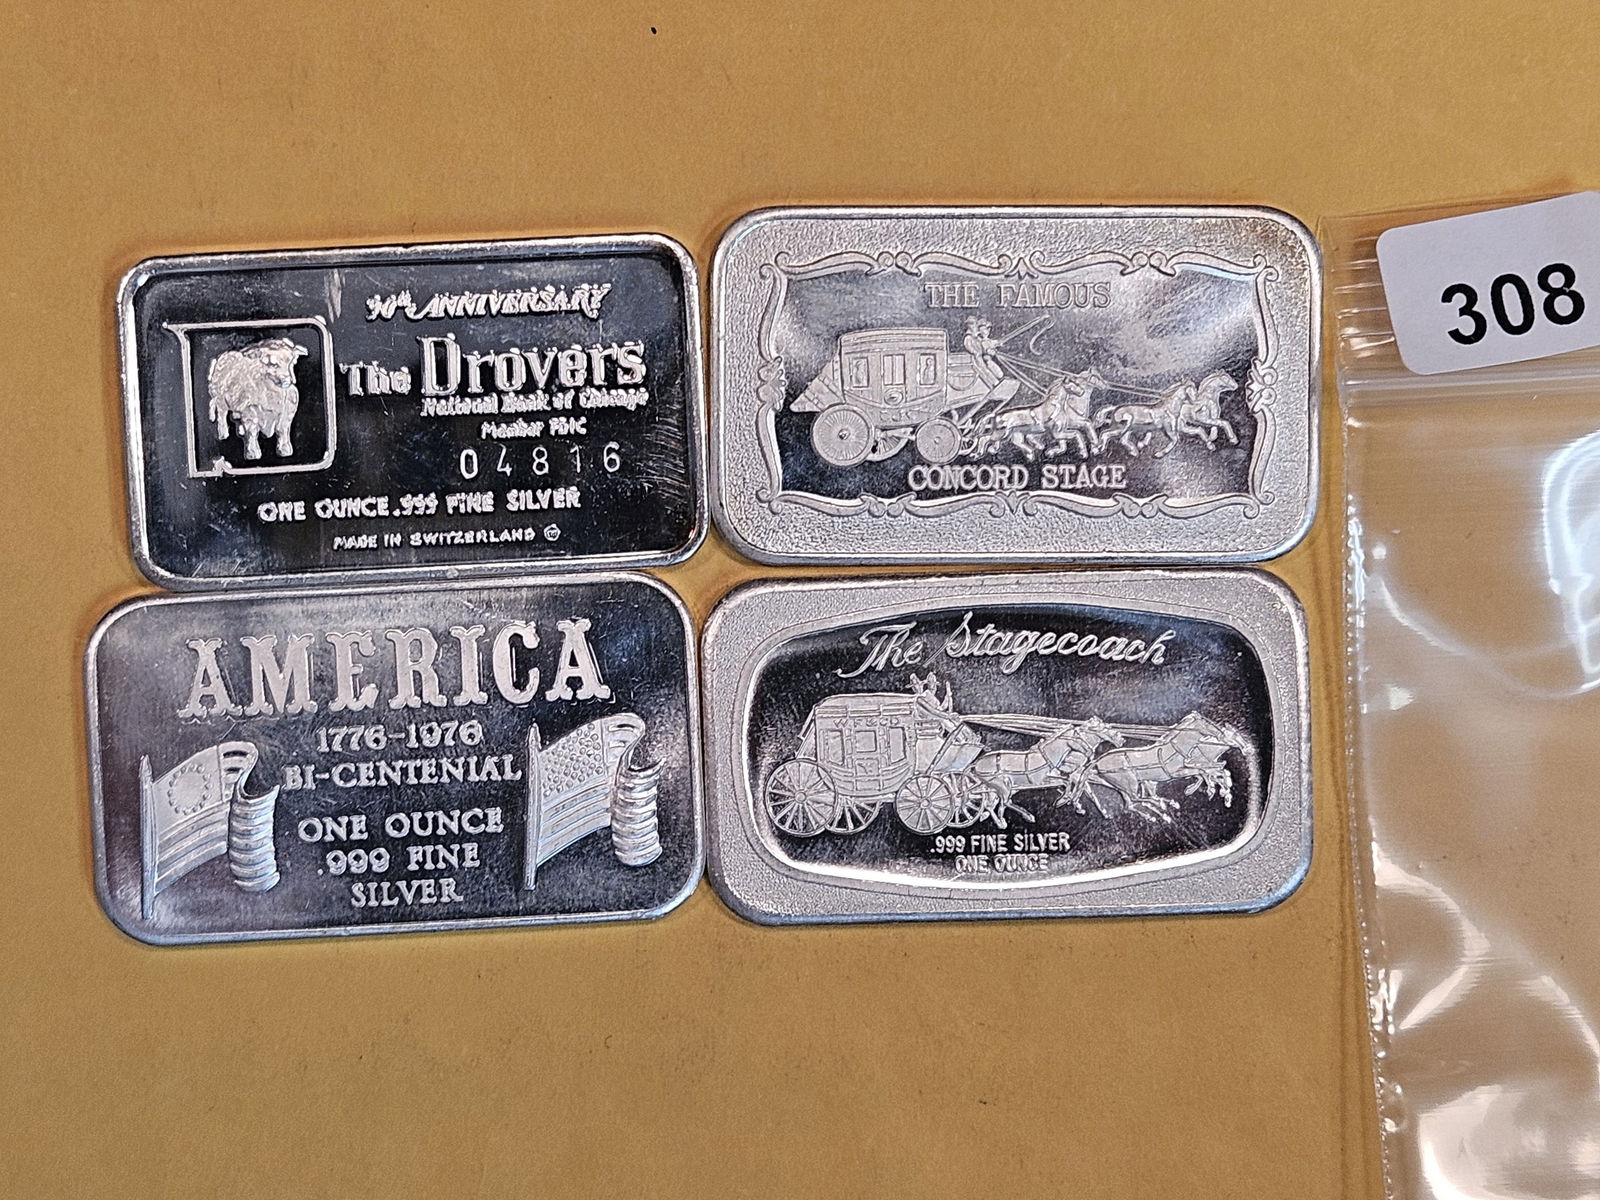 90th ANNIVERSARY
The Drovers
National Bank of Chicago
Member FDIC
04816
ONE OUNCE .999 FINE SILVER
MADE IN SWITZERLAND
THE FAMOUS
CONCORD STAGE
308
AMERICA
1776-1976
BI-CENTENIAL
ONE OUNCE
.999 FINE
SILVER
The Stagecoach
W F & C O
.999 FINE SILVER
ONE OUNCE